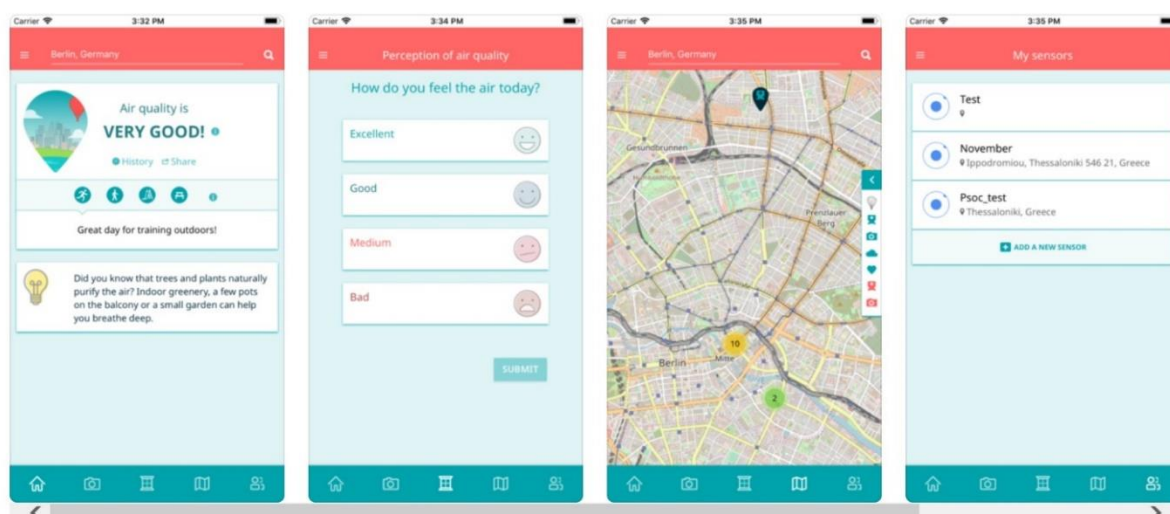 Carrier 3:32 PM
Berlin, Germany
Air quality is
VERY GOOD!
History Share
Great day for training outdoors!
Did you know that trees and plants naturally
purify the air? Indoor greenery, a few pots
on the balcony or a small garden can help
you breathe deep.
Carrier 3:34 PM
Perception of air quality
How do you feel the air today?
Excellent
Good
Medium
Bad
SUBMIT
Carrier 3:35 PM
Berlin, Germany
Gesundbrunnen
Prenzlauer
Berg
10
Mitte
Berlin
2
Carrier 3:35 PM
My sensors
Test
November
Ippodromiou, Thessaloniki 546 21, Greece
Psoc_test
Thessaloniki, Greece
ADD A NEW SENSOR